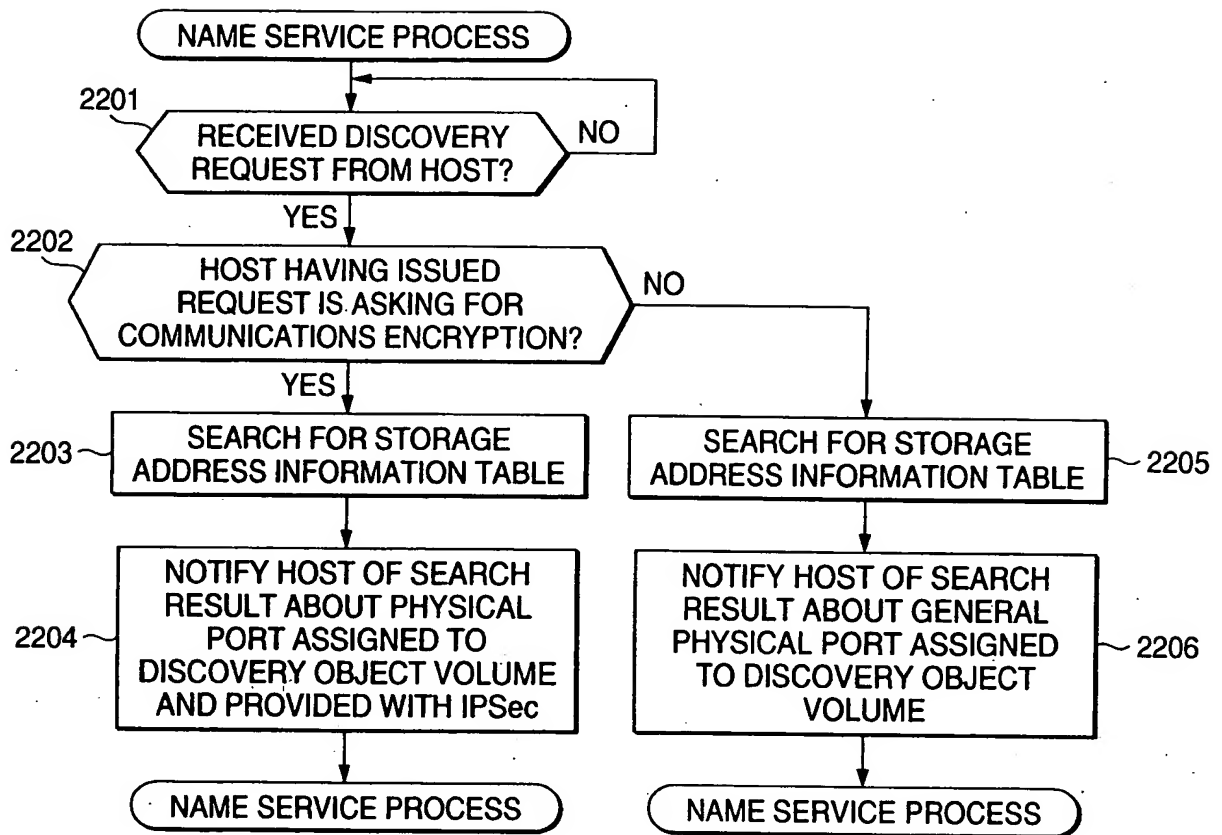 NAME SERVICE PROCESS
2201
RECEIVED DISCOVERY
REQUEST FROM HOST?
NO
YES
2202
HOST HAVING ISSUED
REQUEST IS ASKING FOR
COMMUNICATIONS ENCRYPTION?
NO
YES
2203
SEARCH FOR STORAGE
ADDRESS INFORMATION TABLE
SEARCH FOR STORAGE
ADDRESS INFORMATION TABLE
2205
2204
NOTIFY HOST OF SEARCH
RESULT ABOUT PHYSICAL
PORT ASSIGNED TO
DISCOVERY OBJECT VOLUME
AND PROVIDED WITH IPSec
NOTIFY HOST OF SEARCH
RESULT ABOUT GENERAL
PHYSICAL PORT ASSIGNED
TO DISCOVERY OBJECT
VOLUME
2206
NAME SERVICE PROCESS
NAME SERVICE PROCESS